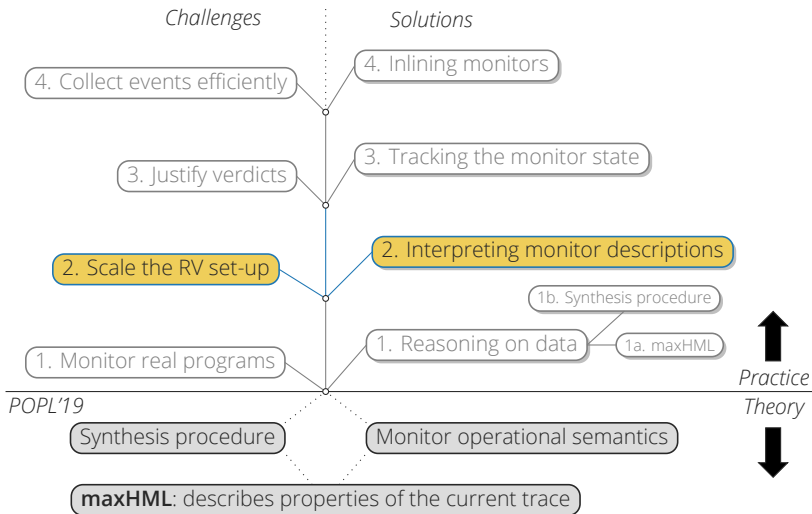 Challenges
Solutions
4. Collect events efficiently
4. Inlining monitors
3. Justify verdicts
3. Tracking the monitor state
2. Scale the RV set-up
2. Interpreting monitor descriptions
1b. Synthesis procedure
1. Monitor real programs
1. Reasoning on data
1a. maxHML
Practice
POPL'19
Theory
Synthesis procedure
Monitor operational semantics
maxHML: describes properties of the current trace